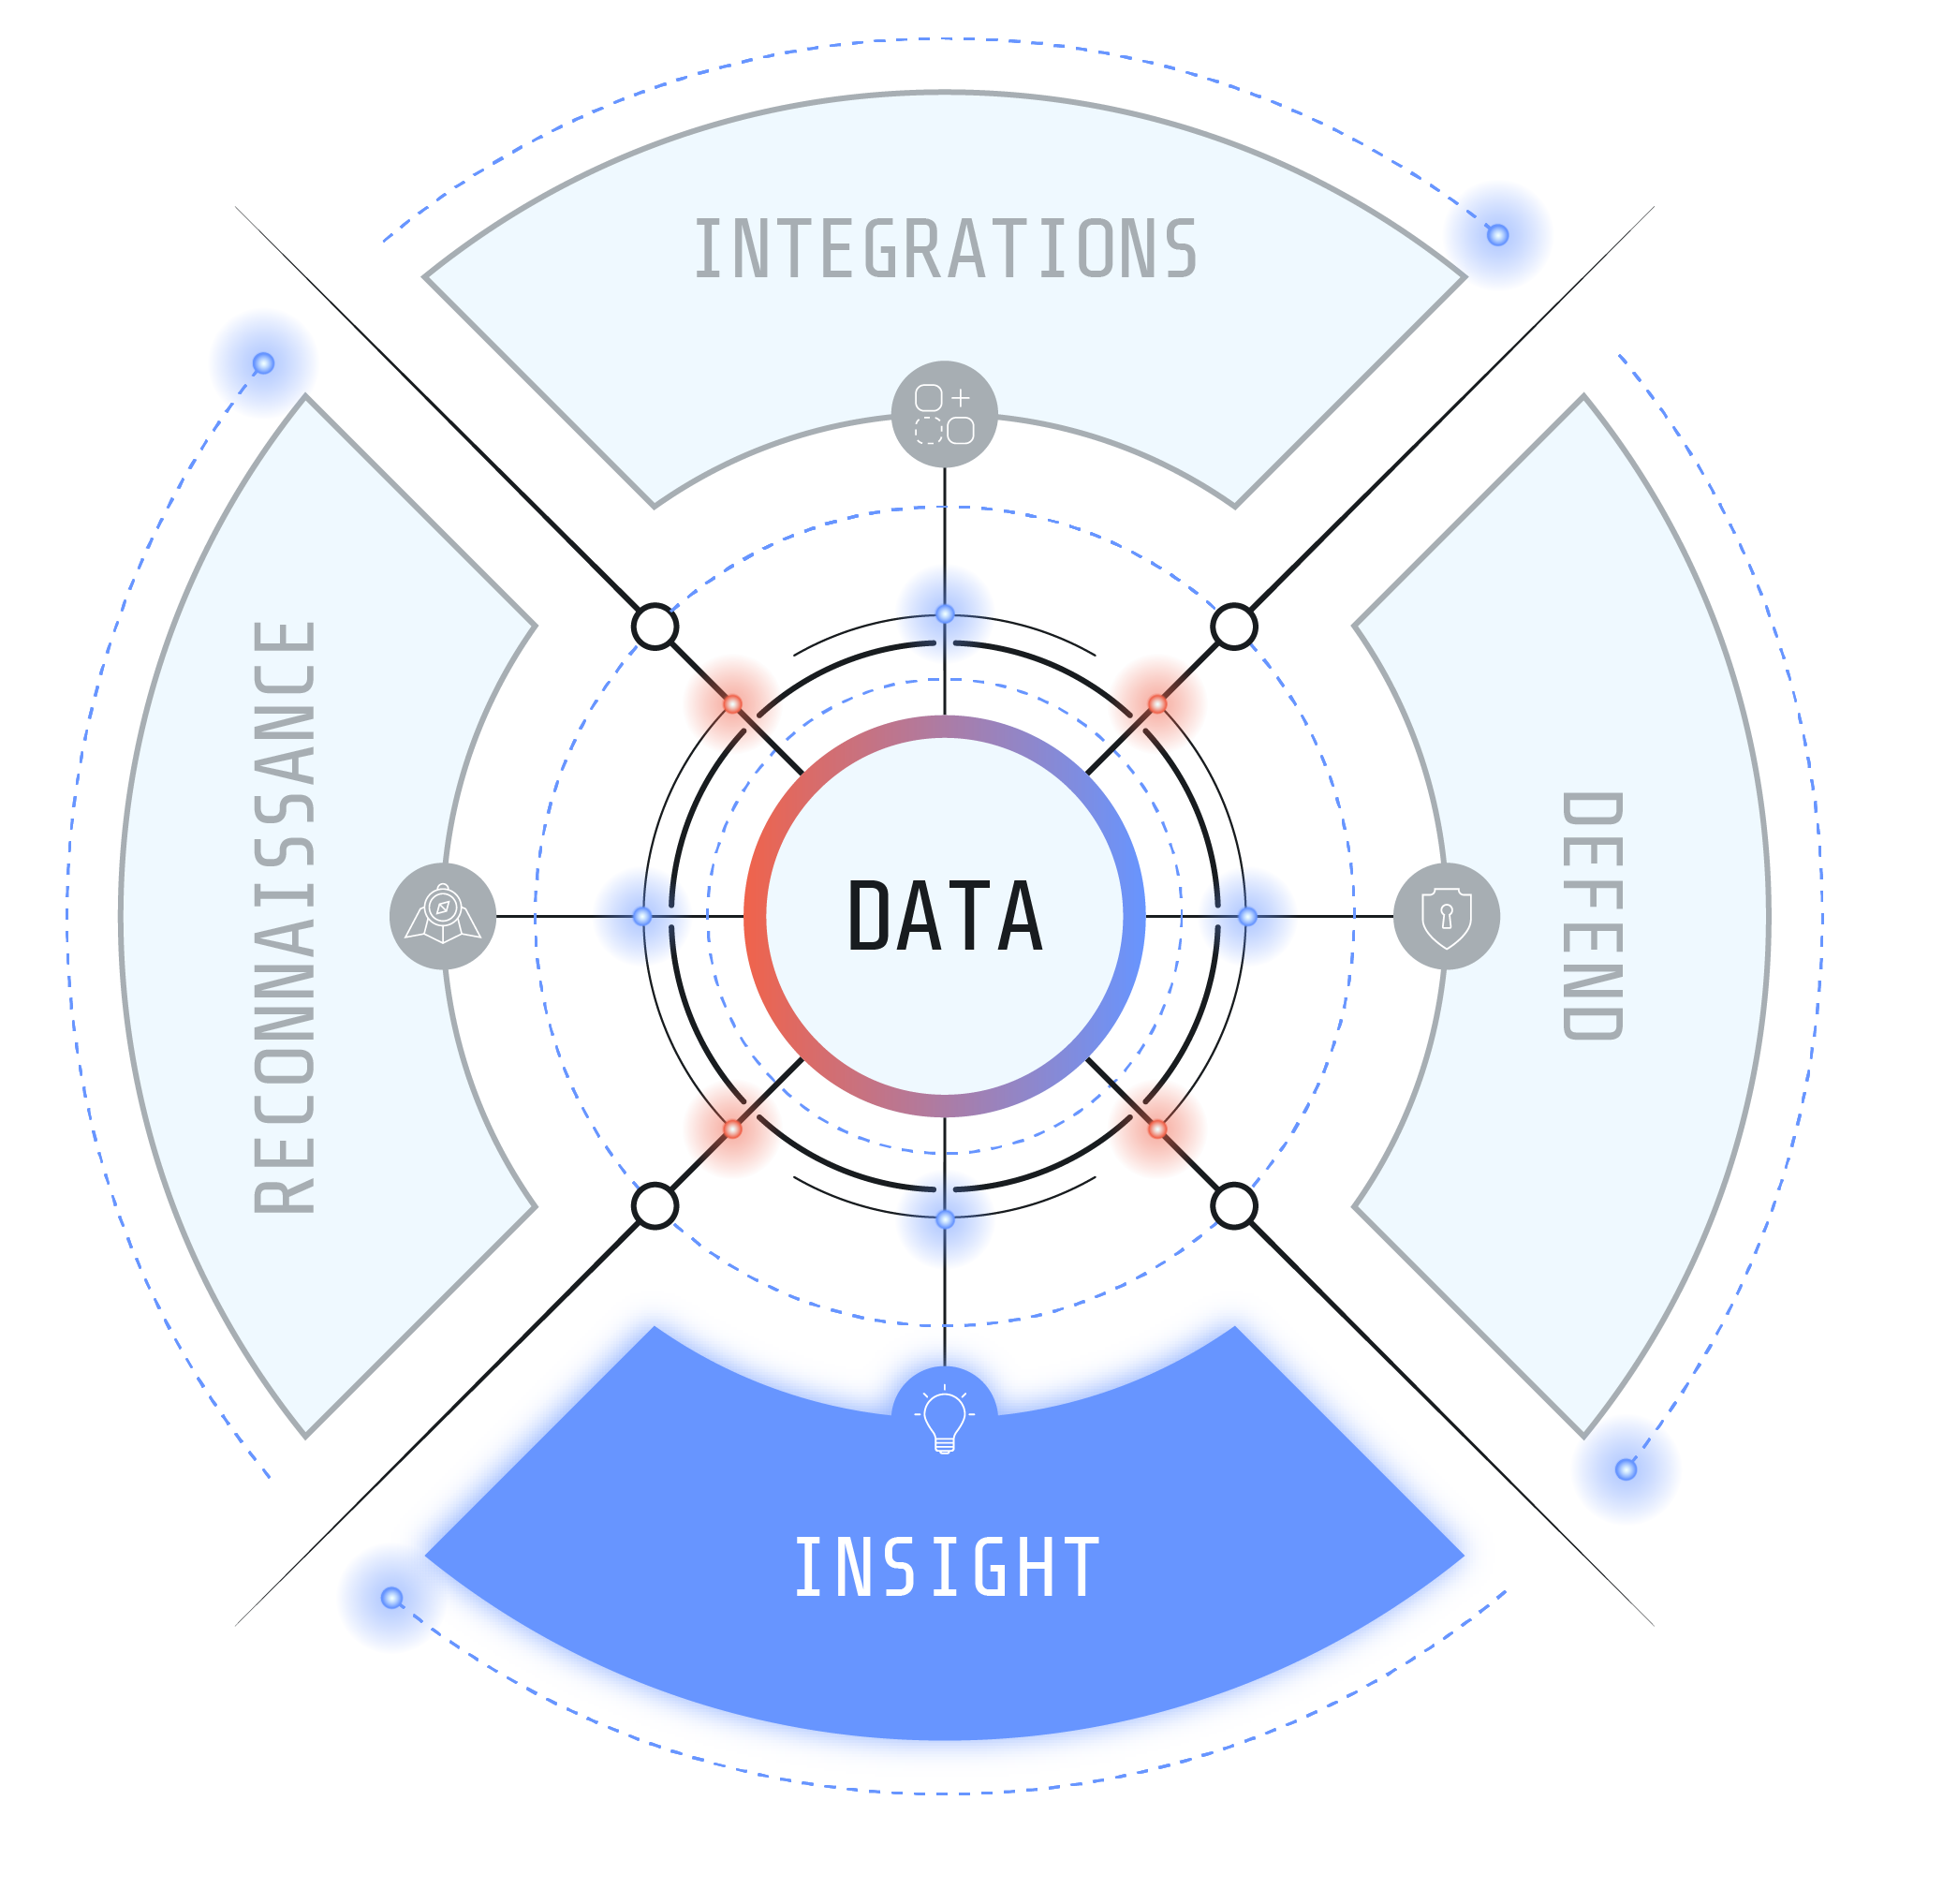 INTEGRATIONS
RECONNAISSANCE
DATA
DEFEND
INSIGHT